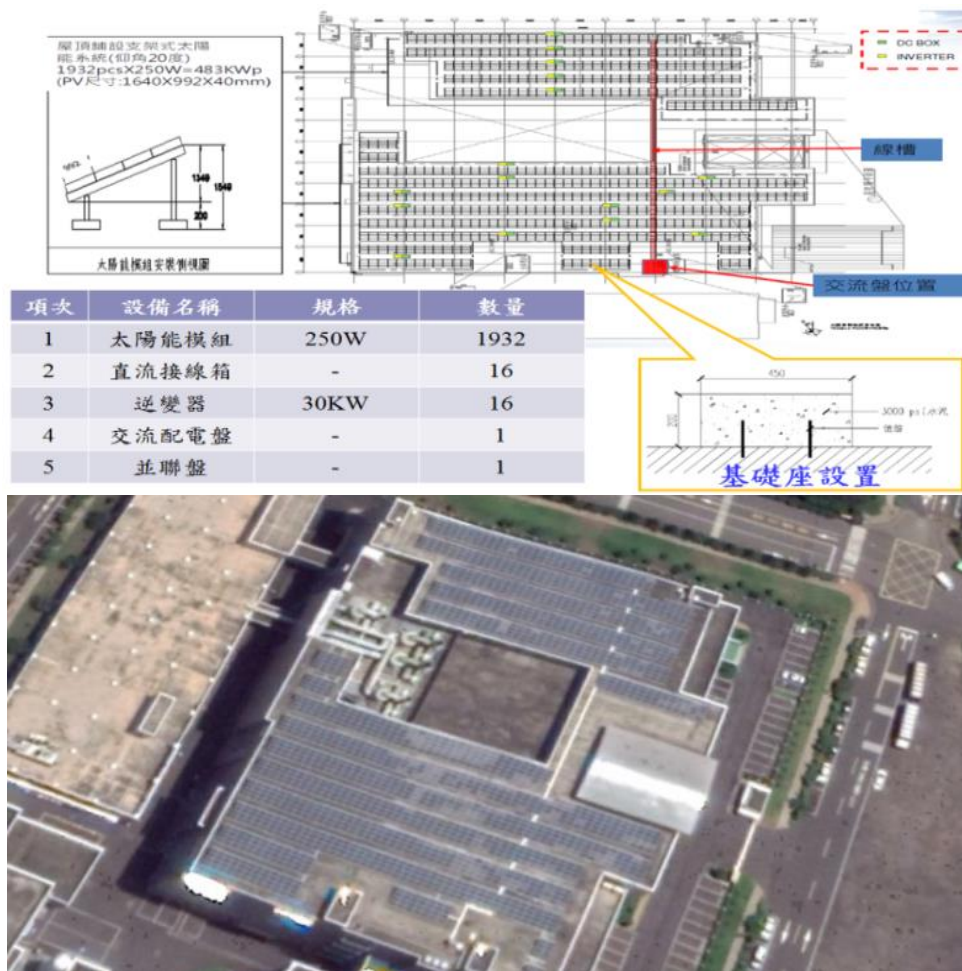 屋頂鋪設支架式太陽
能系統(仰角20度)
1932pcsX250W=483KWp
(PV尺寸:1640X992X40mm)
992
1349
1549
200
太陽能模組安裝側視圖
DC BOX
INVERTER
線槽
交流盤位置
項次 設備名稱 規格 數量
1 太陽能模組 250W 1932
2 直流接線箱 - 16
3 逆變器 30KW 16
4 交流配電盤 - 1
5 並聯盤 - 1
450
200
3000 psi
基礎座設置